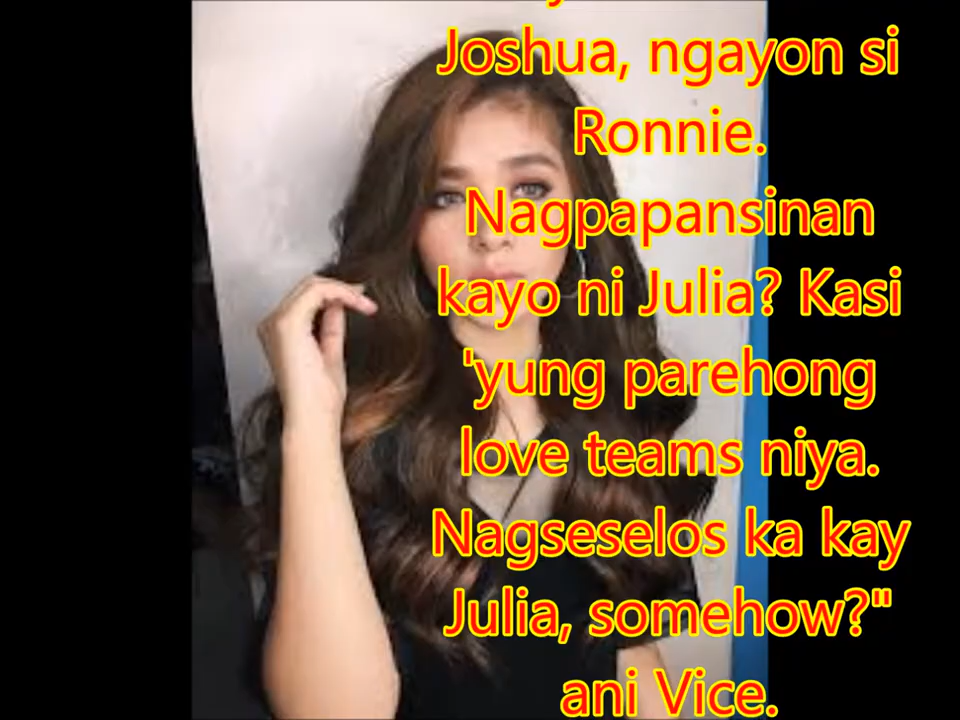 Joshua, ngayon si
Ronnie.
Nagpapansinan
kayo ni Julia? Kasi
'yung parehong
love teams niya.
Nagseselos ka kay
Julia, somehow?"
ani Vice.